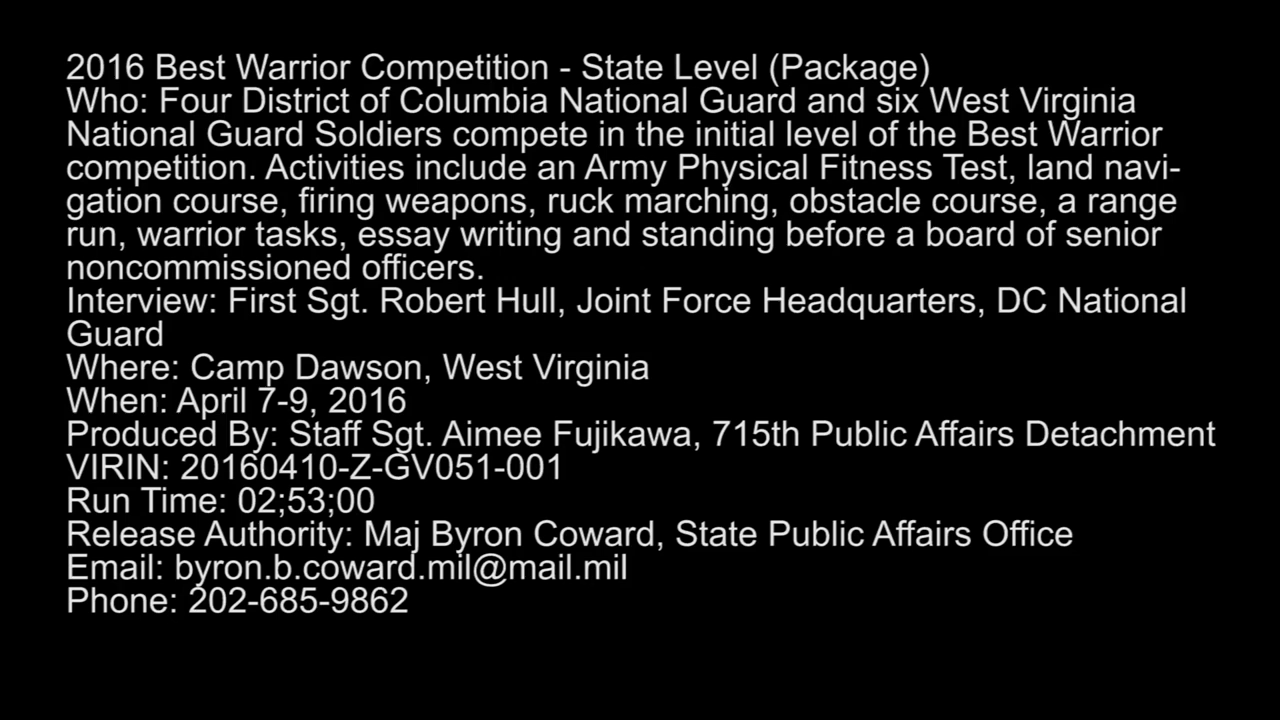 2016 Best Warrior Competition - State Level (Package)
Who: Four District of Columbia National Guard and six West Virginia
National Guard Soldiers compete in the initial level of the Best Warrior
competition. Activities include an Army Physical Fitness Test, land navi-
gation course, firing weapons, ruck marching, obstacle course, a range
run, warrior tasks, essay writing and standing before a board of senior
noncommissioned officers.
Interview: First Sgt. Robert Hull, Joint Force Headquarters, DC National
Guard
Where: Camp Dawson, West Virginia
When: April 7-9, 2016
Produced By: Staff Sgt. Aimee Fujikawa, 715th Public Affairs Detachment
VIRIN: 20160410-Z-GV051-001
Run Time: 02;53;00
Release Authority: Maj Byron Coward, State Public Affairs Office
Email: byron.b.coward.mil@mail.mil
Phone: 202-685-9862